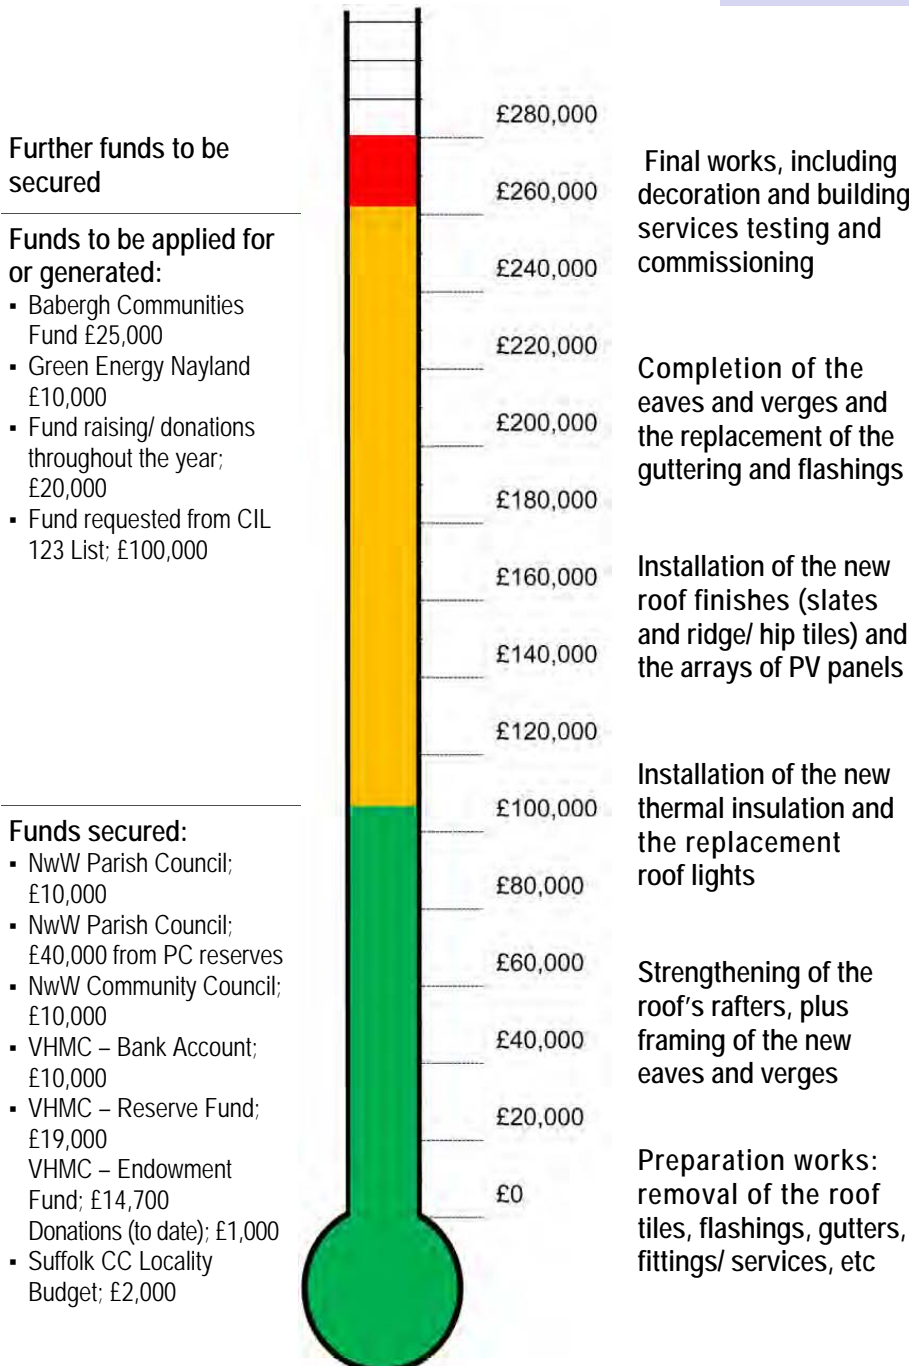 Further funds to be
secured
Funds to be applied for
or generated:
▪ Babergh Communities
Fund £25,000
▪ Green Energy Nayland
£10,000
▪ Fund raising/ donations
throughout the year;
£20,000
▪ Fund requested from CIL
123 List; £100,000
Funds secured:
▪ NwW Parish Council;
£10,000
▪ NwW Parish Council;
£40,000 from PC reserves
▪ NwW Community Council;
£10,000
▪ VHMC – Bank Account;
£10,000
▪ VHMC – Reserve Fund;
£19,000
VHMC – Endowment
Fund; £14,700
Donations (to date); £1,000
▪ Suffolk CC Locality
Budget; £2,000
£280,000
£260,000
£240,000
£220,000
£200,000
£180,000
£160,000
£140,000
£120,000
£100,000
£80,000
£60,000
£40,000
£20,000
£0
Final works, including
decoration and building
services testing and
commissioning
Completion of the
eaves and verges and
the replacement of the
guttering and flashings
Installation of the new
roof finishes (slates
and ridge/ hip tiles) and
the arrays of PV panels
Installation of the new
thermal insulation and
the replacement
roof lights
Strengthening of the
roof's rafters, plus
framing of the new
eaves and verges
Preparation works:
removal of the roof
tiles, flashings, gutters,
fittings/ services, etc